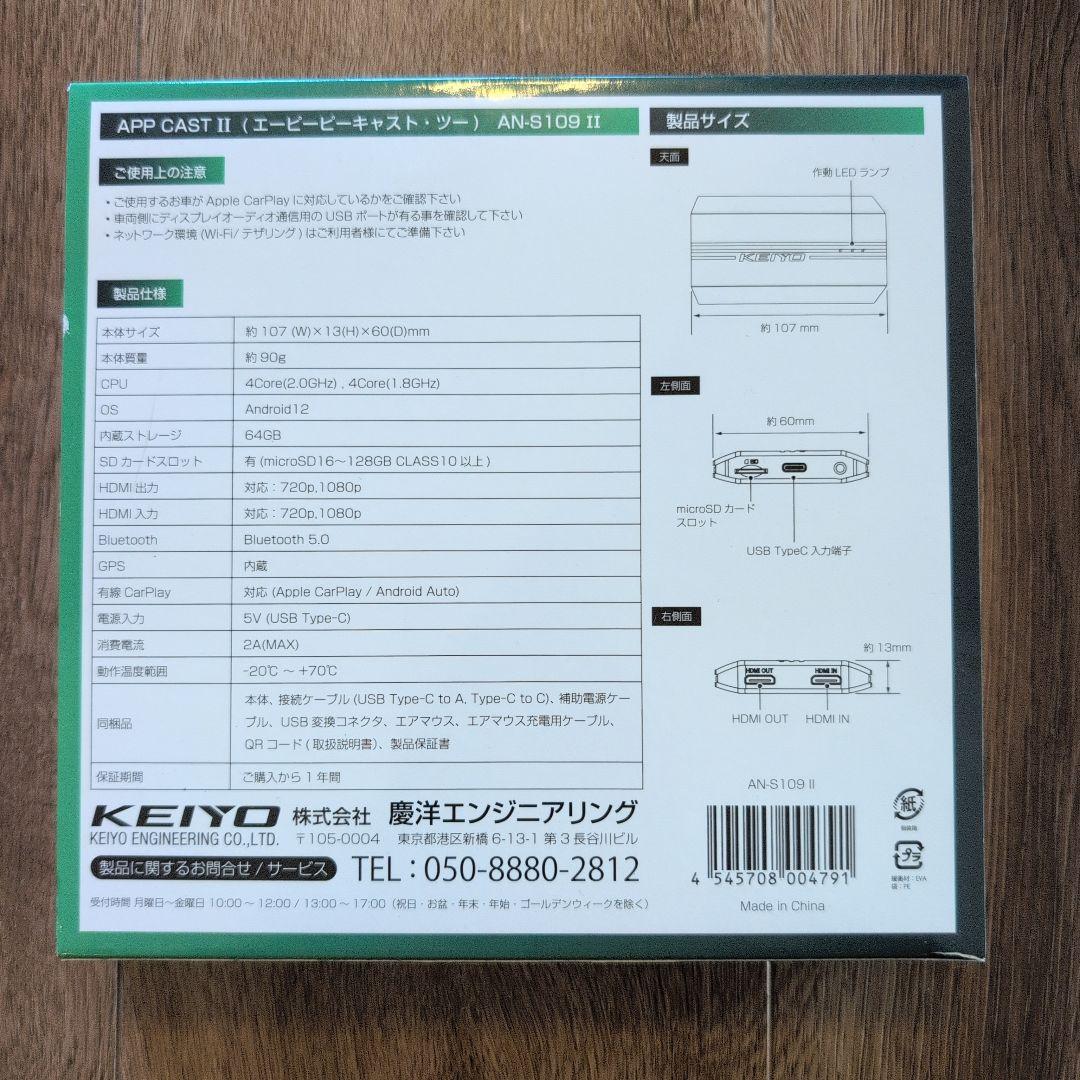 APP CAST II (エーピーピーキャスト・ツー) AN-S109 II
ご使用上の注意
・ご使用するお車が Apple CarPlay に対応しているかをご確認下さい
・車両側にディスプレイオーディオ通信用の USB ポートが有る事を確認して下さい
・ネットワーク環境 (Wi-Fi/ テザリング) はご利用者様にてご準備下さい
製品仕様
本体サイズ 約 107 (W)×13(H)×60(D)mm
本体質量 約 90g
CPU 4Core(2.0GHz) , 4Core(1.8GHz)
OS Android12
内蔵ストレージ 64GB
SD カードスロット 有 (microSD16～128GB CLASS10 以上 )
HDMI 出力 対応：720p,1080p
HDMI 入力 対応：720p,1080p
Bluetooth Bluetooth 5.0
GPS 内蔵
有線 CarPlay 対応 (Apple CarPlay / Android Auto)
電源入力 5V (USB Type-C)
消費電流 2A(MAX)
動作温度範囲 -20℃ ～ +70℃
同梱品 本体、接続ケーブル (USB Type-C to A, Type-C to C)、補助電源ケー
ブル、USB 変換コネクタ、エアマウス、エアマウス充電用ケーブル、
QR コード ( 取扱説明書)、製品保証書
保証期間 ご購入から 1 年間
KEIYO 株式会社 慶洋エンジニアリング
KEIYO ENGINEERING CO.,LTD. 〒105-0004 東京都港区新橋 6-13-1 第 3 長谷川ビル
製品に関するお問合せ / サービス TEL：050-8880-2812
受付時間 月曜日～金曜日 10:00 ～ 12:00 / 13:00 ～ 17:00（祝日・お盆・年末・年始・ゴールデンウィークを除く）
製品サイズ
天面
作動 LED ランプ
KEIYO
約 107 mm
左側面
約 60mm
microSD カード
スロット
USB TypeC 入力端子
右側面
約 13mm
HDMI OUT HDMI IN
HDMI OUT HDMI IN
AN-S109 II
4 545708 004791
Made in China
紙
個装箱
プラ
緩衝材：EVA
袋：PE